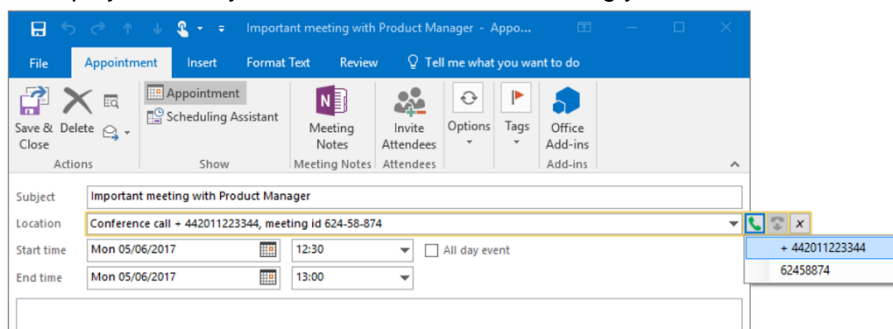 Important meeting with Product Manager - Appo...
File Appointment Insert Format Text Review Tell me what you want to do
Save & Close
Delete
Actions
Appointment
Scheduling Assistant
Show
Meeting Notes
Meeting Notes
Invite Attendees
Attendees
Options
Tags
Office Add-ins
Add-ins
Subject Important meeting with Product Manager
Location Conference call + 442011223344, meeting id 624-58-874
Start time Mon 05/06/2017 12:30 All day event
End time Mon 05/06/2017 13:00
+ 442011223344
62458874